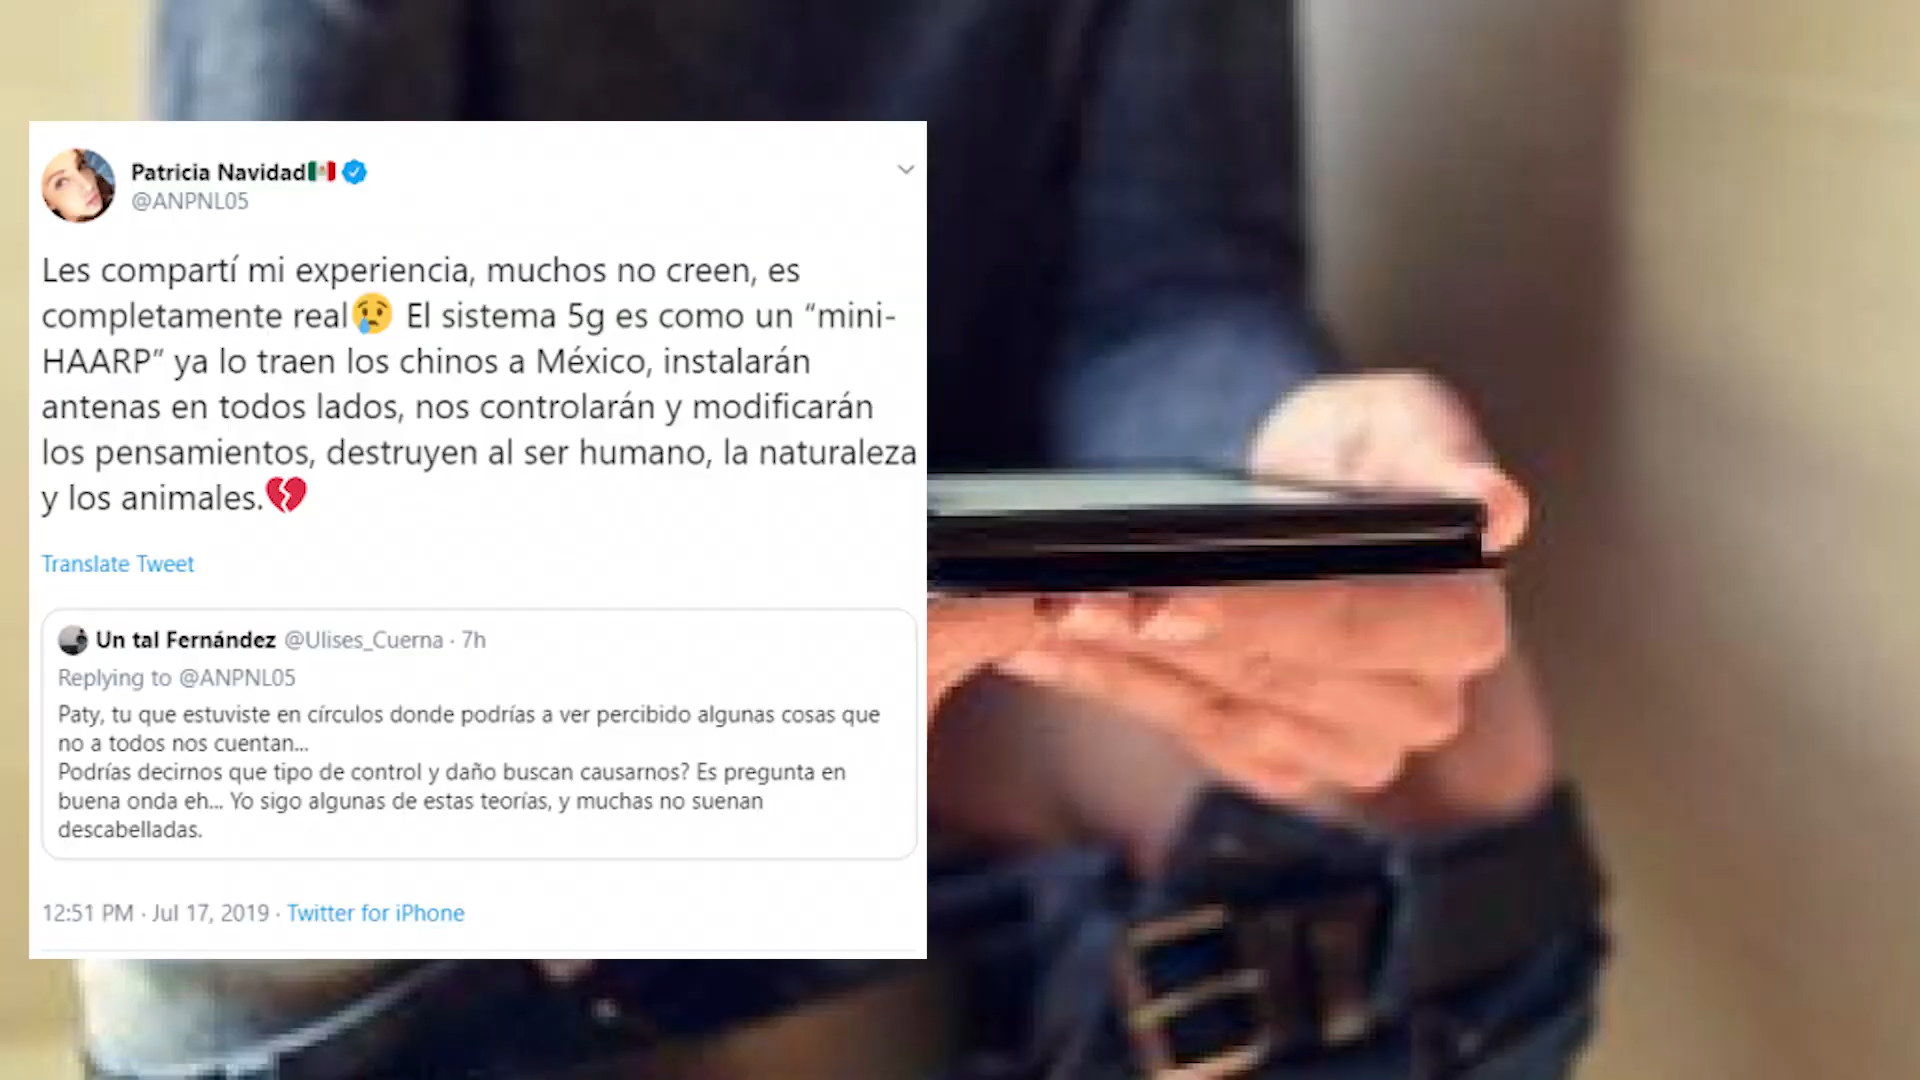 Patricia Navidad🇲🇽
@ANPNL05
Les compartí mi experiencia, muchos no creen, es
completamente real😢 El sistema 5g es como un “mini-
HAARP” ya lo traen los chinos a México, instalarán
antenas en todos lados, nos controlarán y modificarán
los pensamientos, destruyen al ser humano, la naturaleza
y los animales.💔
Translate Tweet
Un tal Fernández @Ulises_Cuerna · 7h
Replying to @ANPNL05
Paty, tu que estuviste en círculos donde podrías a ver percibido algunas cosas que
no a todos nos cuentan...
Podrías decirnos que tipo de control y daño buscan causarnos? Es pregunta en
buena onda eh... Yo sigo algunas de estas teorías, y muchas no suenan
descabelladas.
12:51 PM · Jul 17, 2019 · Twitter for iPhone